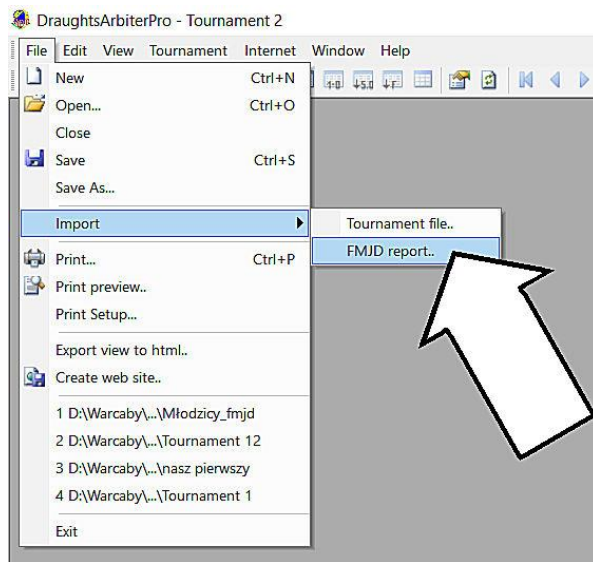 DraughtsArbiterPro - Tournament 2
File Edit View Tournament Internet Window Help
New Ctrl+N
Open... Ctrl+O
Close
Save Ctrl+S
Save As...
Import
Tournament file..
FMJD report..
Print... Ctrl+P
Print preview..
Print Setup...
Export view to html..
Create web site..
1 D:\Warcaby\...\Młodzicy_fmjd
2 D:\Warcaby\...\Tournament 12
3 D:\Warcaby\...\nasz pierwszy
4 D:\Warcaby\...\Tournament 1
Exit